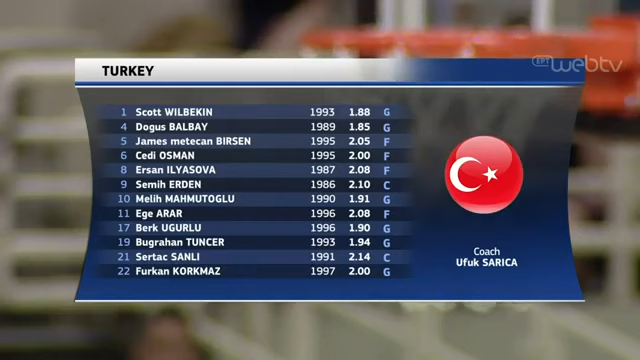 ΕΡΤ webtv
TURKEY
1 Scott WILBEKIN 1993 1.88 G
4 Dogus BALBAY 1989 1.85 G
5 James metecan BIRSEN 1995 2.05 F
6 Cedi OSMAN 1995 2.00 F
8 Ersan ILYASOVA 1987 2.08 F
9 Semih ERDEN 1986 2.10 C
10 Melih MAHMUTOGLU 1990 1.91 G
11 Ege ARAR 1996 2.08 F
17 Berk UGURLU 1996 1.90 G
19 Bugrahan TUNCER 1993 1.94 G
21 Sertac SANLI 1991 2.14 C
22 Furkan KORKMAZ 1997 2.00 G
Coach
Ufuk SARICA